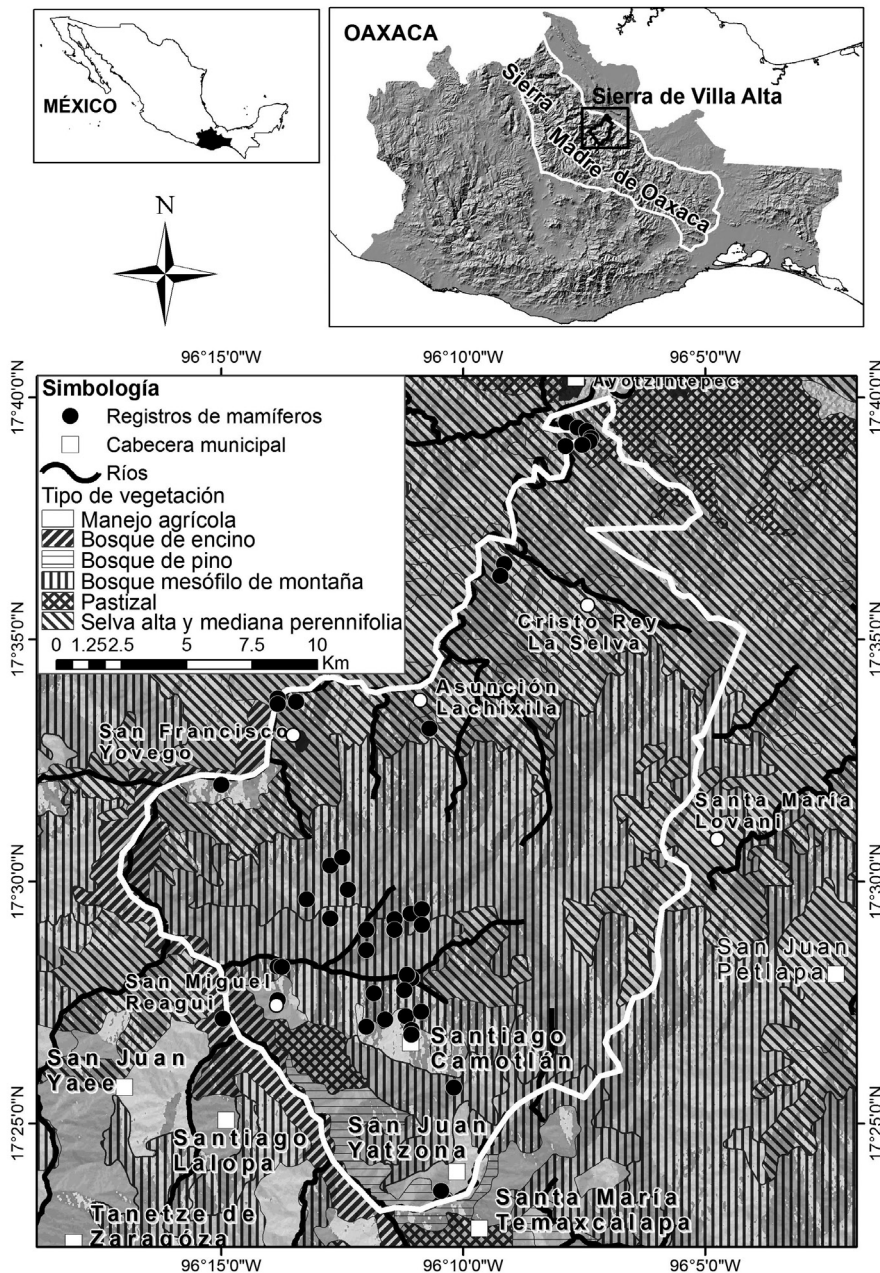 MÉXICO
OAXACA
Sierra de Villa Alta
Sierra Madre de Oaxaca
N
96°15'0"W 96°10'0"W 96°5'0"W
17°40'0"N
17°35'0"N
17°30'0"N
17°25'0"N
Simbología
Registros de mamíferos
Cabecera municipal
Ríos
Tipo de vegetación
Manejo agrícola
Bosque de encino
Bosque de pino
Bosque mesófilo de montaña
Pastizal
Selva alta y mediana perennifolia
0 1.25 2.5 5 7.5 10
Km
Ayotzintepec
Cristo Rey
La Selva
Asunción
Lachixila
San Francisco
Yovego
Santa María
Lovani
San Juan
Petlapa
San Miguel
Reagui
Santiago
Camotlán
San Juan
Yaee
Santiago
Lalopa
San Juan
Yatzona
Tanetze de
Zaragóza
Santa María
Temaxcalapa
17°40'0"N
17°35'0"N
17°30'0"N
17°25'0"N
96°15'0"W 96°10'0"W 96°5'0"W